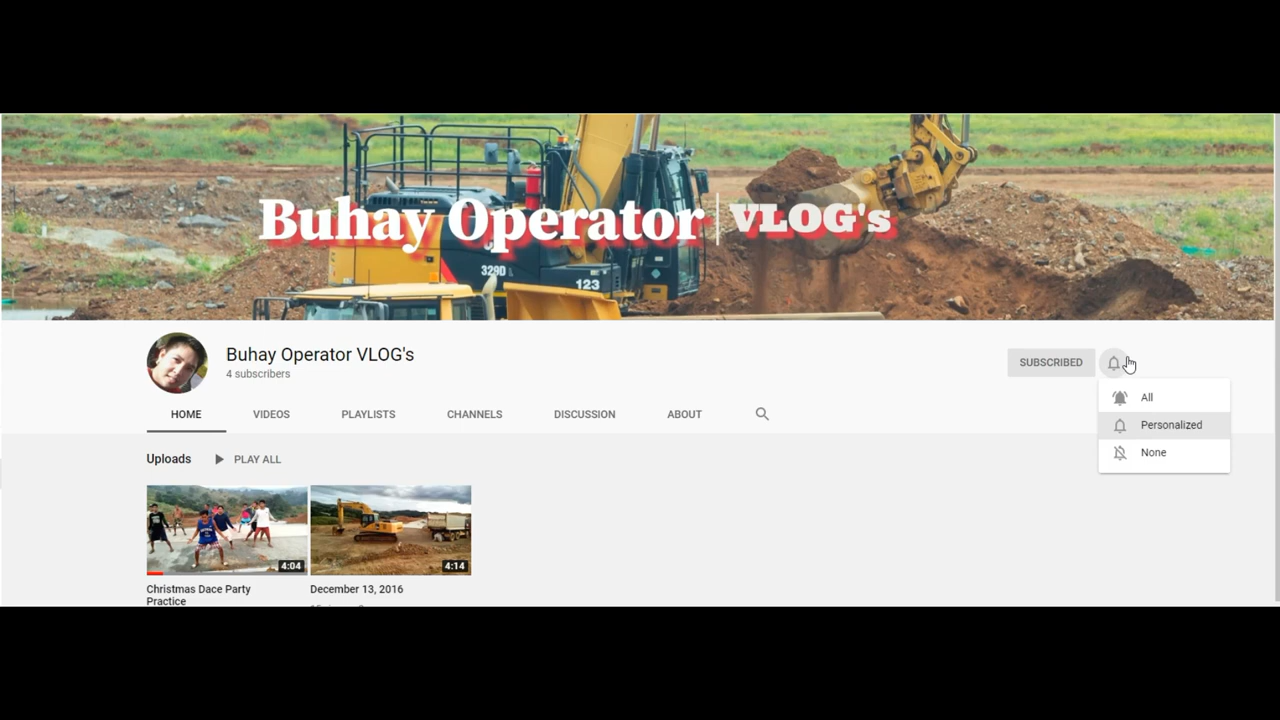 Buhay Operator VLOG's
329D L
123
Buhay Operator VLOG's
4 subscribers
SUBSCRIBED
HOME VIDEOS PLAYLISTS CHANNELS DISCUSSION ABOUT
All
Personalized
None
Uploads PLAY ALL
4:04
4:14
Christmas Dace Party
Practice
December 13, 2016